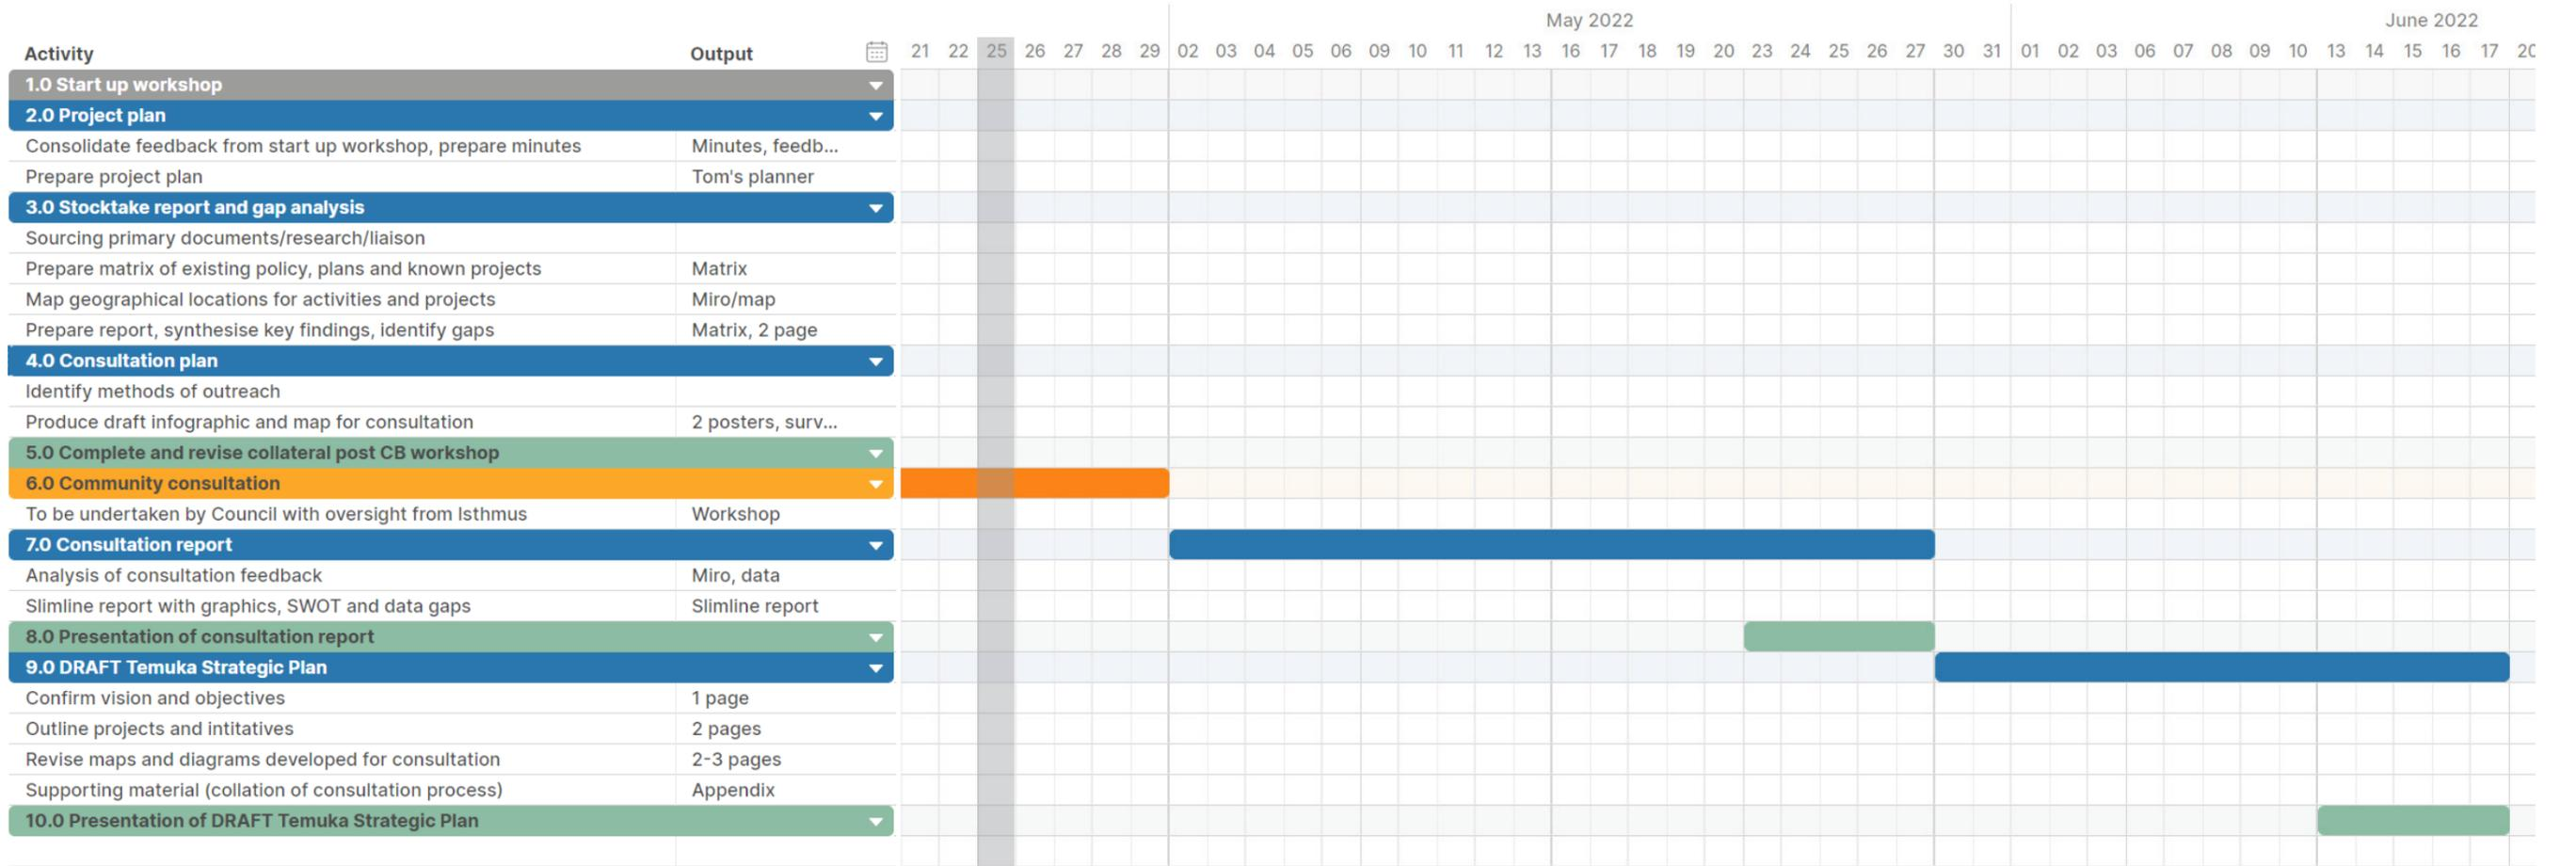 May 2022 June 2022
Activity Output 21 22 25 26 27 28 29 02 03 04 05 06 09 10 11 12 13 16 17 18 19 20 23 24 25 26 27 30 31 01 02 03 06 07 08 09 10 13 14 15 16 17
1.0 Start up workshop
2.0 Project plan
Consolidate feedback from start up workshop, prepare minutes Minutes, feedb...
Prepare project plan Tom's planner
3.0 Stocktake report and gap analysis
Sourcing primary documents/research/liaison
Prepare matrix of existing policy, plans and known projects Matrix
Map geographical locations for activities and projects Miro/map
Prepare report, synthesise key findings, identify gaps Matrix, 2 page
4.0 Consultation plan
Identify methods of outreach
Produce draft infographic and map for consultation 2 posters, surv...
5.0 Complete and revise collateral post CB workshop
6.0 Community consultation
To be undertaken by Council with oversight from Isthmus Workshop
7.0 Consultation report
Analysis of consultation feedback Miro, data
Slimline report with graphics, SWOT and data gaps Slimline report
8.0 Presentation of consultation report
9.0 DRAFT Temuka Strategic Plan
Confirm vision and objectives 1 page
Outline projects and intitatives 2 pages
Revise maps and diagrams developed for consultation 2-3 pages
Supporting material (collation of consultation process) Appendix
10.0 Presentation of DRAFT Temuka Strategic Plan